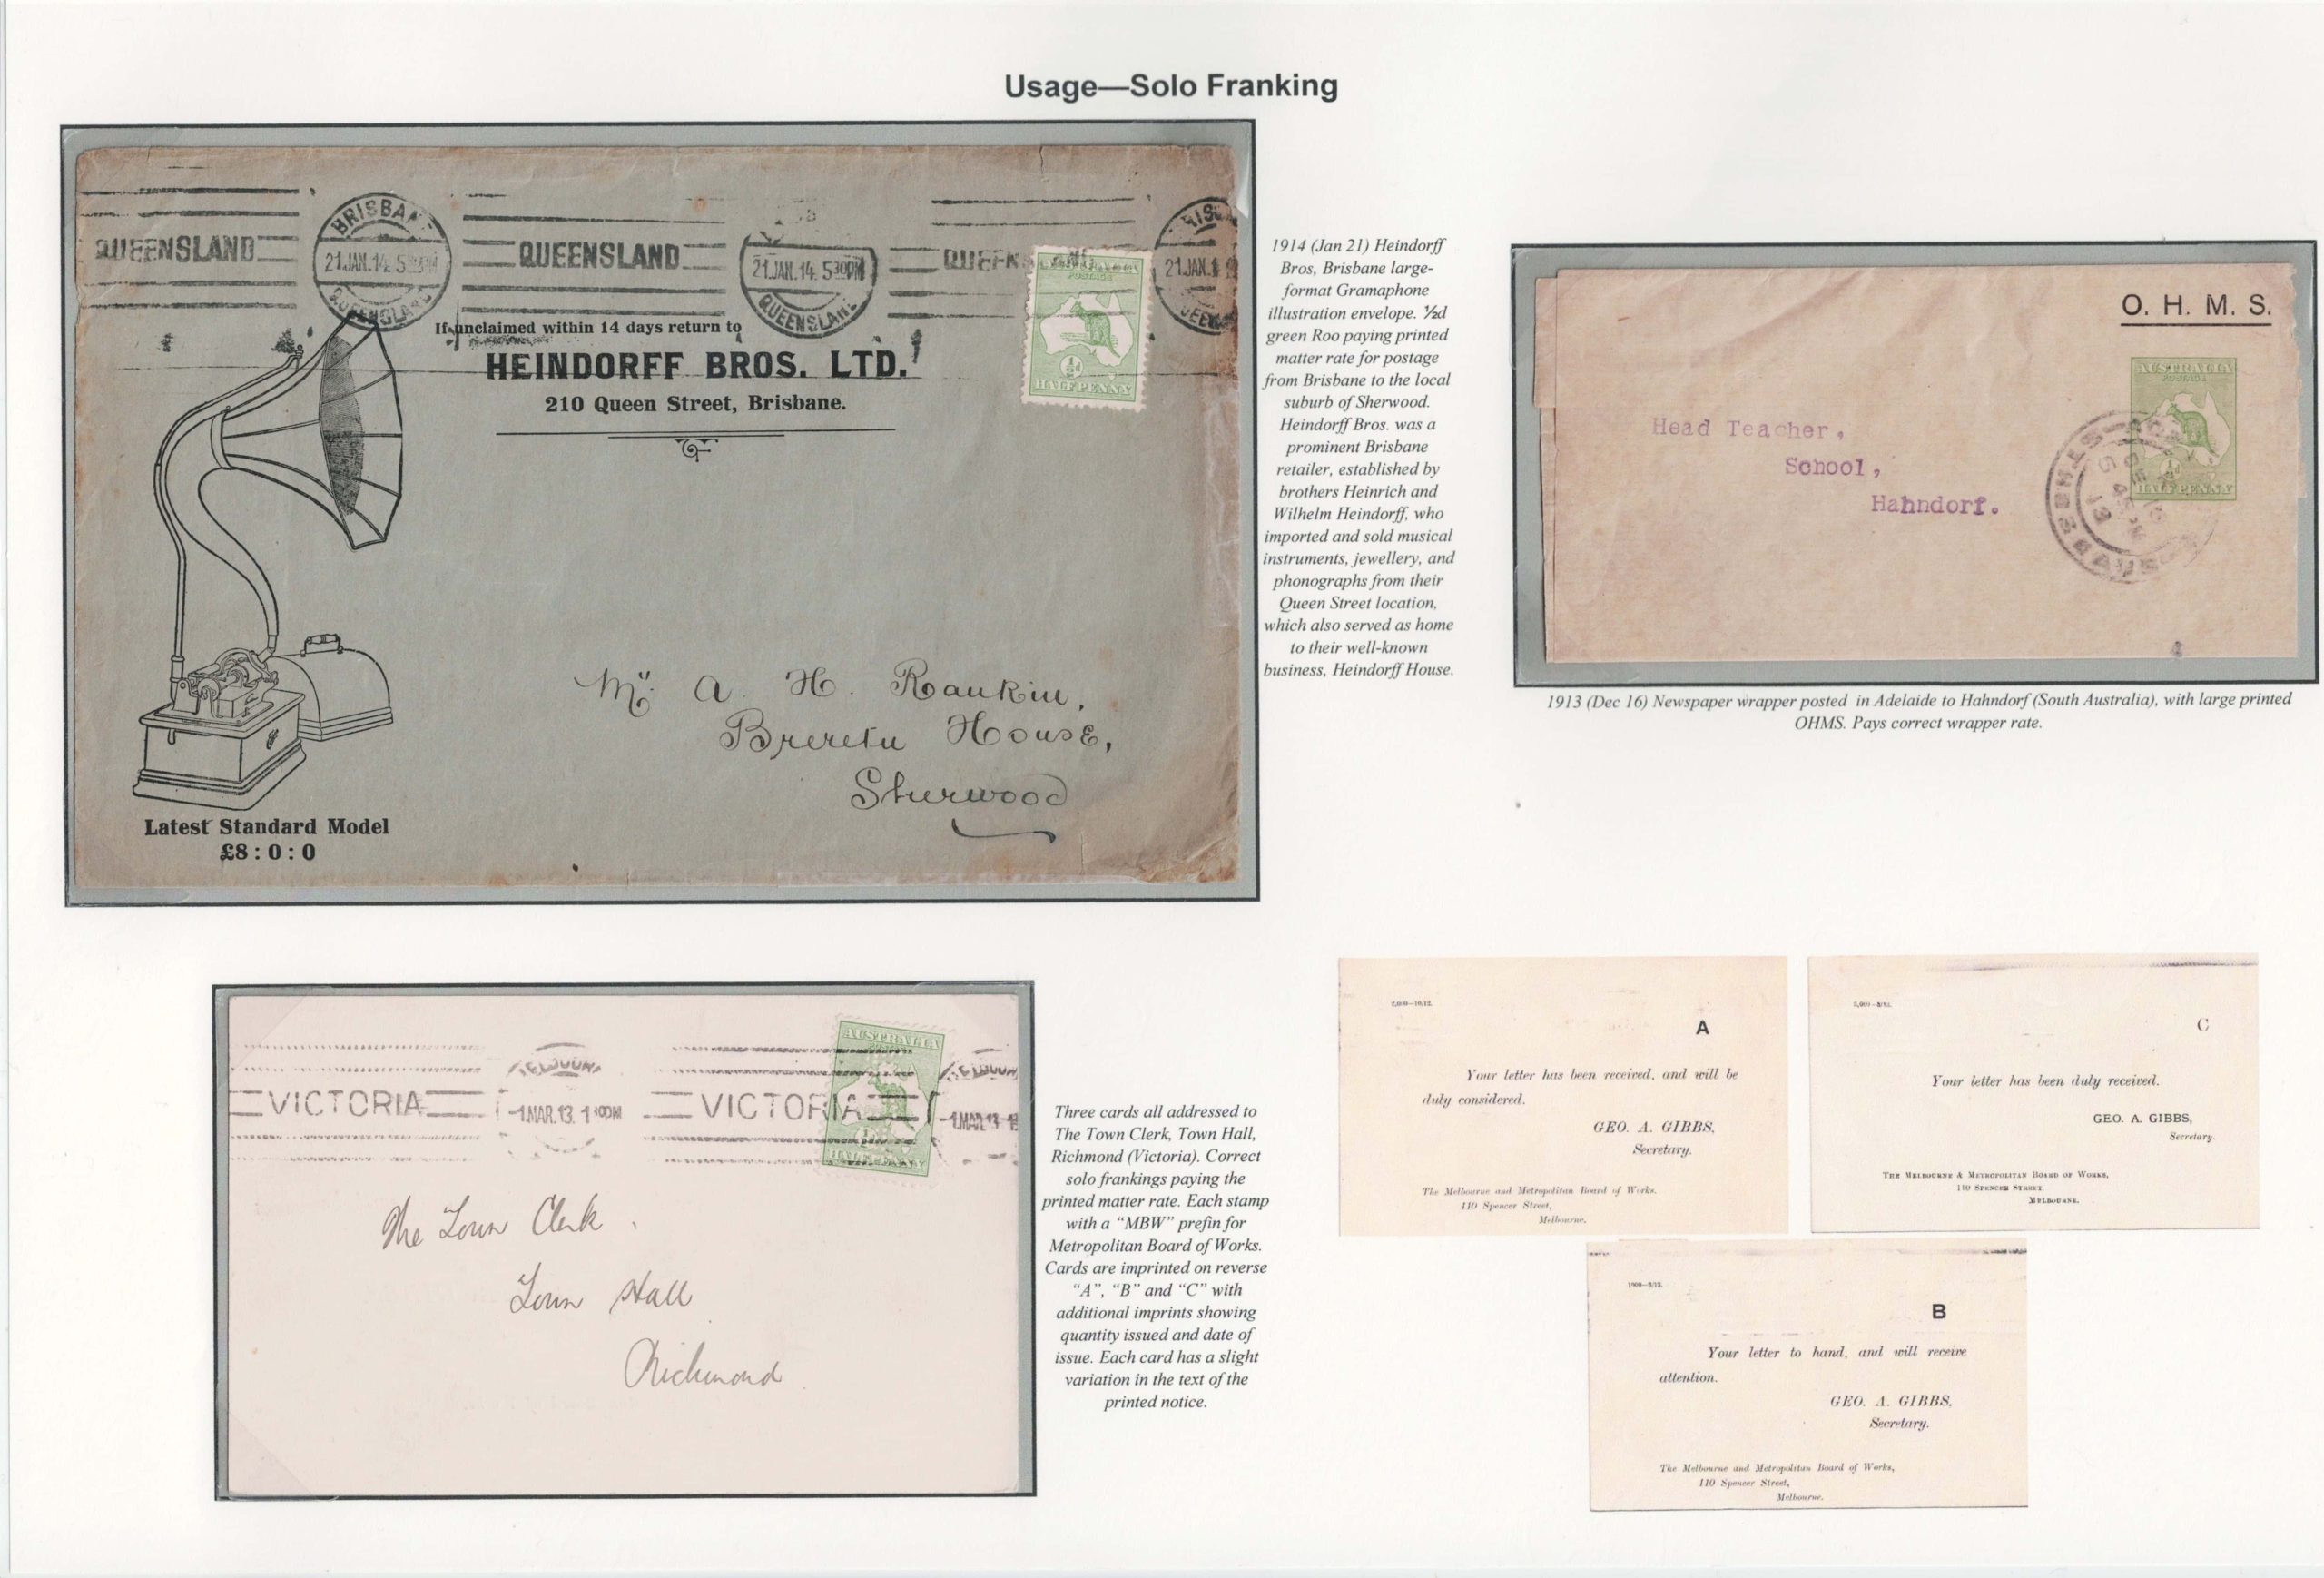 Usage—Solo Franking
QUEENSLAND
BRISBANE
21.JAN.14. 5 30PM
QUEENSLAND
QUEENSLAND
21.JAN.14. 530PM
QUEENSLAND
21.JAN.1
AUSTRALIA
POSTAGE
½d
HALF PENNY
If unclaimed within 14 days return to
HEINDORFF BROS. LTD.
210 Queen Street, Brisbane.
Mr. A. H. Rankin,
House,
Sherwood
Latest Standard Model
£8 : 0 : 0
1914 (Jan 21) Heindorff
Bros, Brisbane large-
format Gramaphone
illustration envelope. ½d
green Roo paying printed
matter rate for postage
from Brisbane to the local
suburb of Sherwood.
Heindorff Bros. was a
prominent Brisbane
retailer, established by
brothers Heinrich and
Wilhelm Heindorff, who
imported and sold musical
instruments, jewellery, and
phonographs from their
Queen Street location,
which also served as home
to their well-known
business, Heindorff House.
O. H. M. S.
AUSTRALIA
POSTAGE
½d
HALF PENNY
Head Teacher,
School,
Hahndorf.
1913 (Dec 16) Newspaper wrapper posted in Adelaide to Hahndorf (South Australia), with large printed
OHMS. Pays correct wrapper rate.
AUSTRALIA
HALF PENNY
VICTORIA
-1.MAR.13. 1 30PM
VICTORIA
-1.MAR.13
The Town Clerk
Town Hall
Richmond
Three cards all addressed to
The Town Clerk, Town Hall,
Richmond (Victoria). Correct
solo frankings paying the
printed matter rate. Each stamp
with a “MBW” prefin for
Metropolitan Board of Works.
Cards are imprinted on reverse
“A”, “B” and “C” with
additional imprints showing
quantity issued and date of
issue. Each card has a slight
variation in the text of the
printed notice.
A
Your letter has been received, and will be
duly considered.
GEO. A. GIBBS,
Secretary.
The Melbourne and Metropolitan Board of Works.
110 Spencer Street,
Melbourne.
C
Your letter has been duly received.
GEO. A. GIBBS,
Secretary.
THE MELBOURNE & METROPOLITAN BOARD OF WORKS,
110 SPENCER STREET.
MELBOURNE.
B
Your letter to hand, and will receive
attention.
GEO. A. GIBBS,
Secretary.
The Melbourne and Metropolitan Board of Works,
110 Spencer Street,
Melbourne.